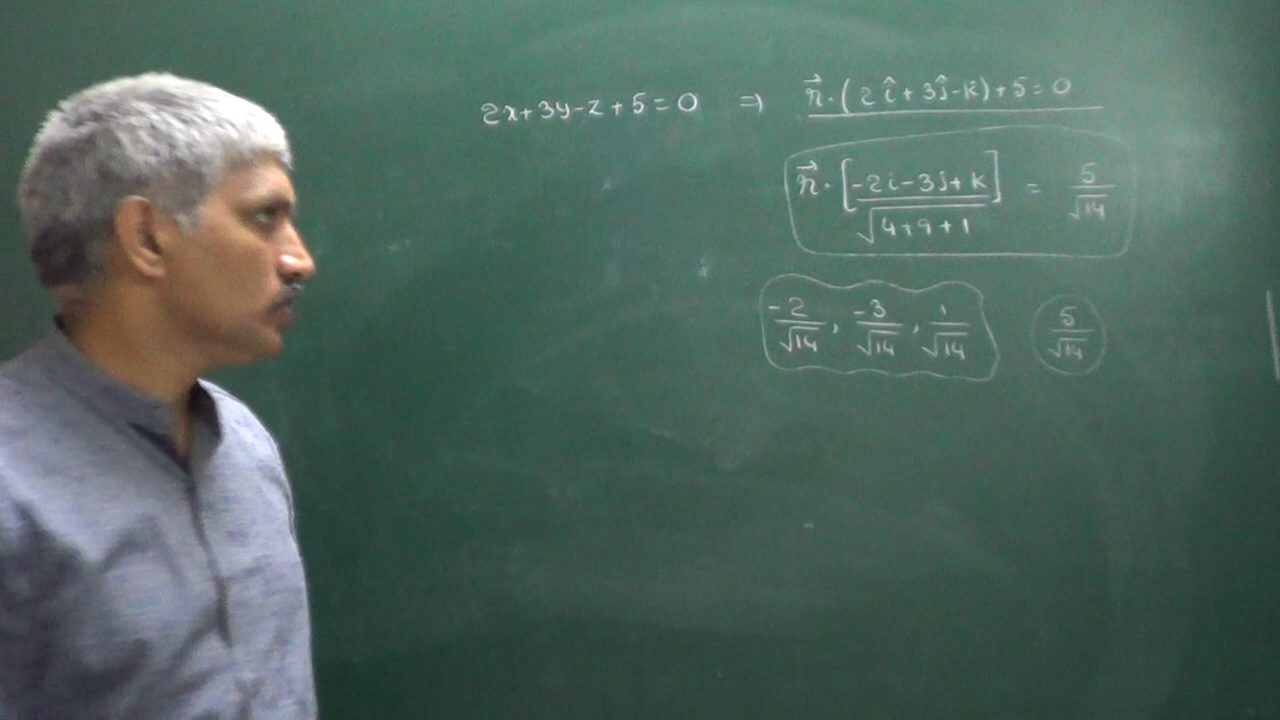 2x+3y-z+5=0 ⇒ r⃗·(2î+3ĵ-k̂)+5=0
r⃗·[(-2i-3j+k)/√(4+9+1)] = 5/√14
-2/√14, -3/√14, 1/√14 5/√14